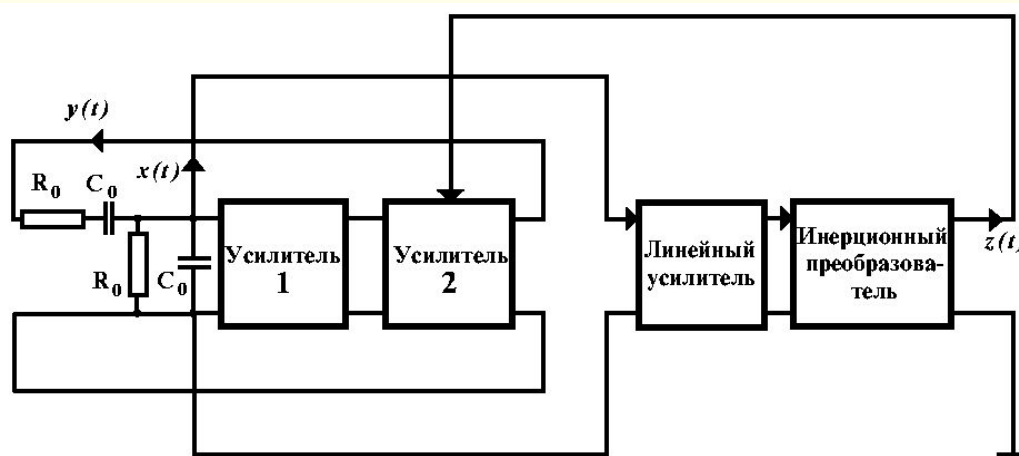 y(t)
x(t)
R0
C0
R0
C0
Усилитель
1
Усилитель
2
Линейный
усилитель
Инерционный
преобразова-
тель
z(t)